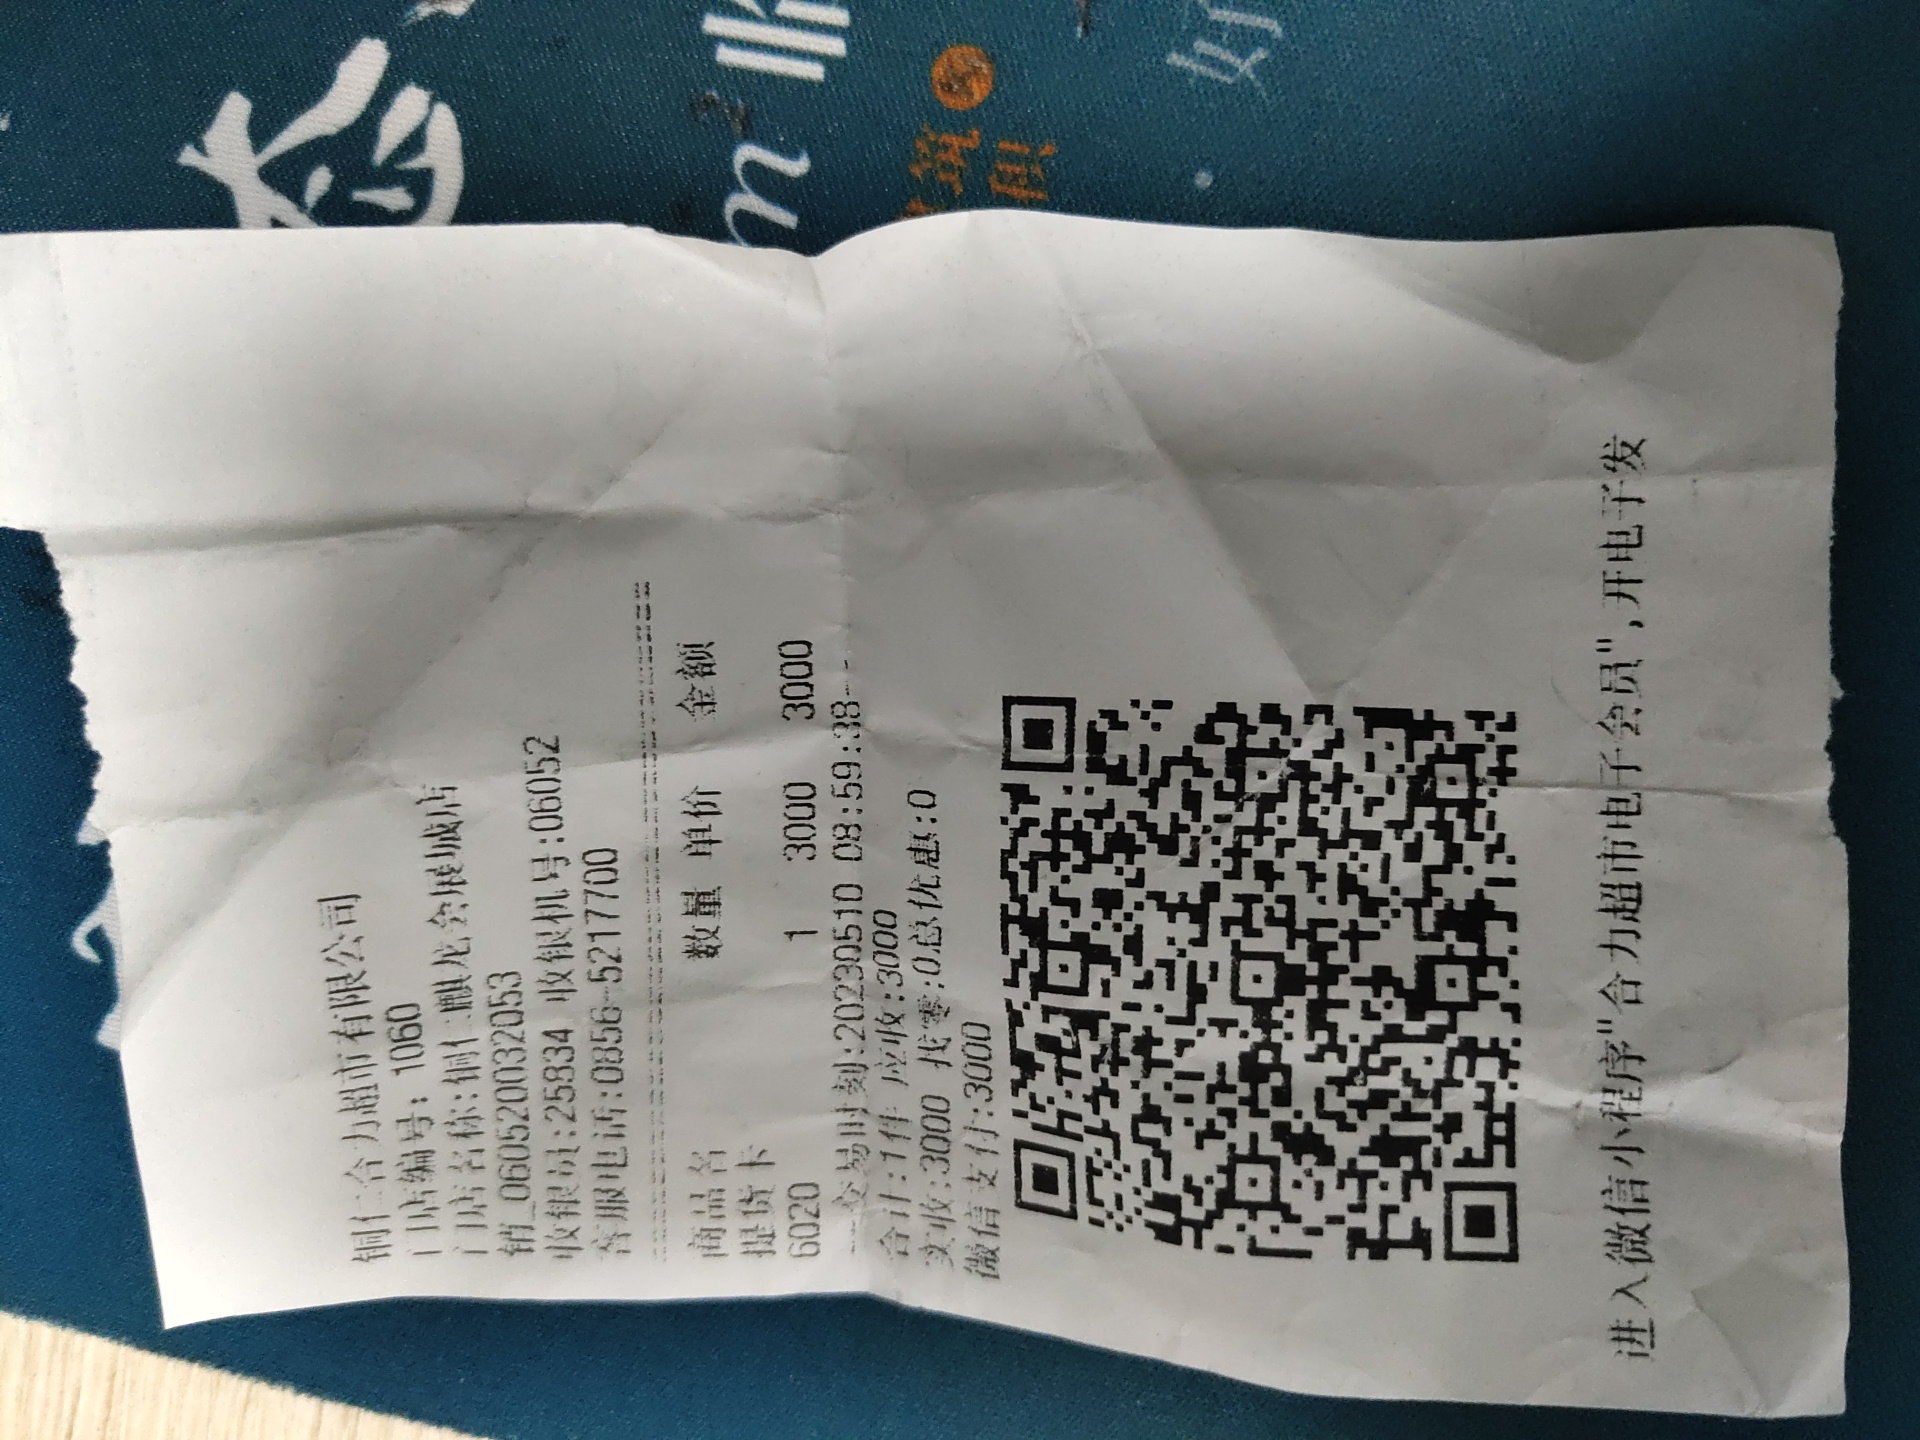 铜仁合力超市有限公司
门店编号: 1060
门店名称:铜仁麒龙会展城店
销_060520032053
收银员:25834 收银机号:06052
客服电话:0856-5217700
商品名 数量 单价 金额
提货卡
6020 1 3000 3000
交易时刻:20230510 08:59:38
合计:1件 应收:3000
实收:3000 找零:0总优惠:0
微信支付:3000
进入微信小程序"合力超市电子会员",开电子发